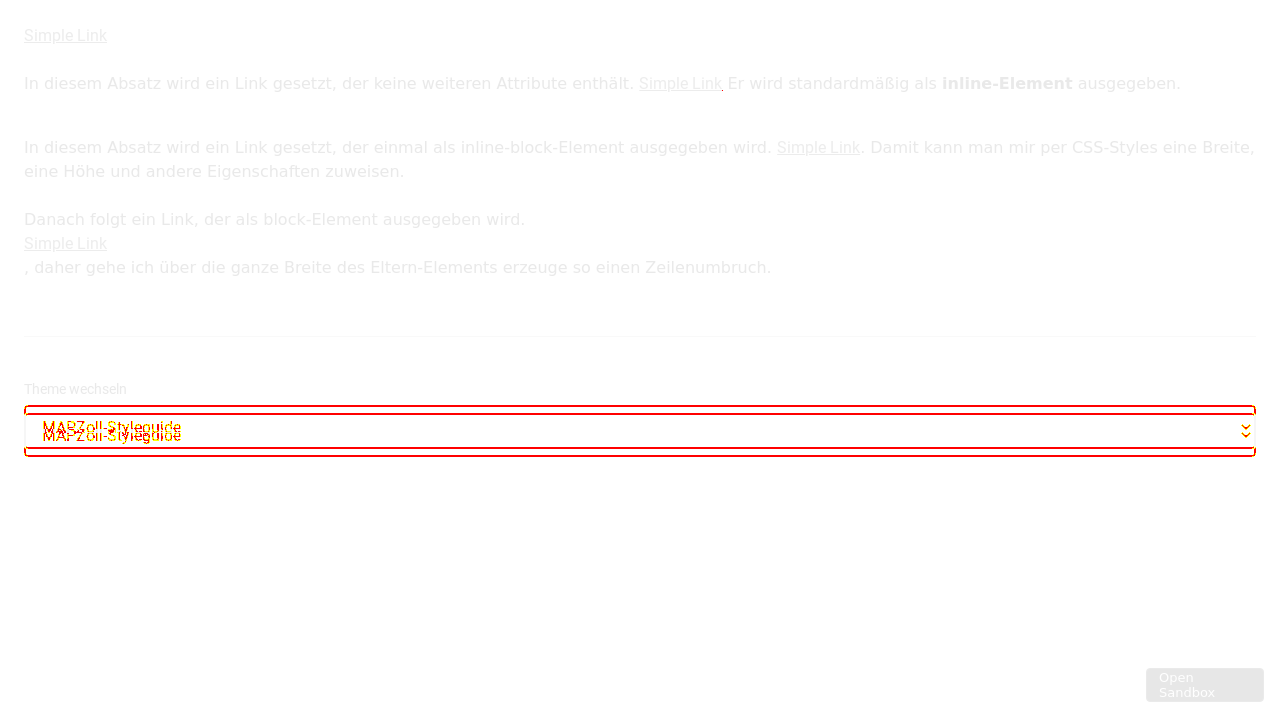 Simple Link
In diesem Absatz wird ein Link gesetzt, der keine weiteren Attribute enthält. Simple Link Er wird standardmäßig als inline-Element ausgegeben.
In diesem Absatz wird ein Link gesetzt, der einmal als inline-block-Element ausgegeben wird. Simple Link. Damit kann man mir per CSS-Styles eine Breite,
eine Höhe und andere Eigenschaften zuweisen.
Danach folgt ein Link, der als block-Element ausgegeben wird.
Simple Link
, daher gehe ich über die ganze Breite des Eltern-Elements erzeuge so einen Zeilenumbruch.
Theme wechseln
MAPZoll-Styleguide
MAPZoll-Styleguide
Open
Sandbox